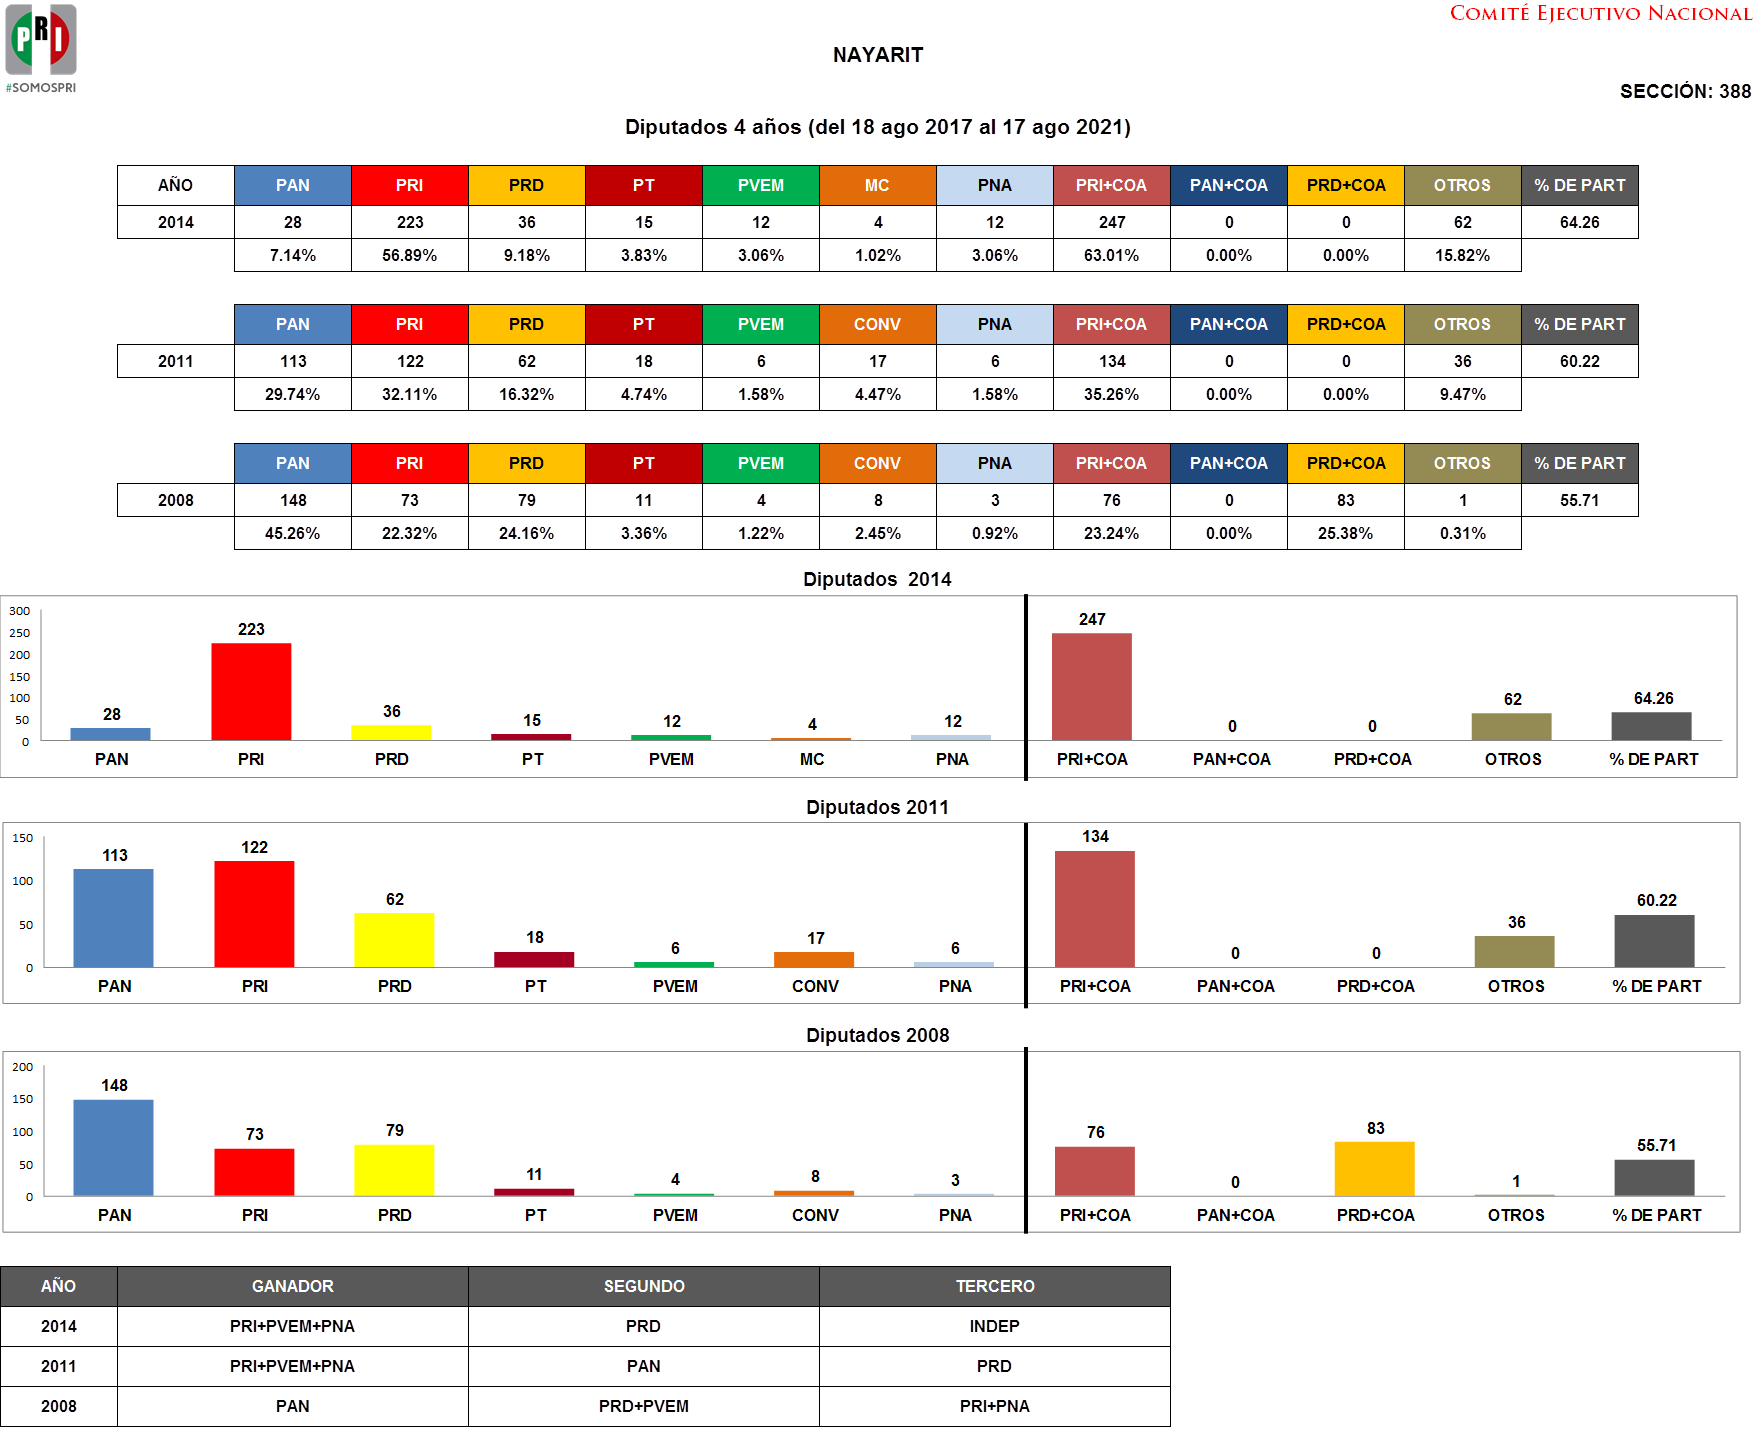 PRI
#SOMOSPRI
COMITÉ EJECUTIVO NACIONAL
NAYARIT
SECCIÓN: 388
Diputados 4 años (del 18 ago 2017 al 17 ago 2021)
AÑO PAN PRI PRD PT PVEM MC PNA PRI+COA PAN+COA PRD+COA OTROS % DE PART
2014 28 223 36 15 12 4 12 247 0 0 62 64.26
7.14% 56.89% 9.18% 3.83% 3.06% 1.02% 3.06% 63.01% 0.00% 0.00% 15.82%
PAN PRI PRD PT PVEM CONV PNA PRI+COA PAN+COA PRD+COA OTROS % DE PART
2011 113 122 62 18 6 17 6 134 0 0 36 60.22
29.74% 32.11% 16.32% 4.74% 1.58% 4.47% 1.58% 35.26% 0.00% 0.00% 9.47%
PAN PRI PRD PT PVEM CONV PNA PRI+COA PAN+COA PRD+COA OTROS % DE PART
2008 148 73 79 11 4 8 3 76 0 83 1 55.71
45.26% 22.32% 24.16% 3.36% 1.22% 2.45% 0.92% 23.24% 0.00% 25.38% 0.31%
Diputados 2014
300
250
200
150
100
50
0
28 223 36 15 12 4 12 247 0 0 62 64.26
PAN PRI PRD PT PVEM MC PNA PRI+COA PAN+COA PRD+COA OTROS % DE PART
Diputados 2011
150
100
50
0
113 122 62 18 6 17 6 134 0 0 36 60.22
PAN PRI PRD PT PVEM CONV PNA PRI+COA PAN+COA PRD+COA OTROS % DE PART
Diputados 2008
200
150
100
50
0
148 73 79 11 4 8 3 76 0 83 1 55.71
PAN PRI PRD PT PVEM CONV PNA PRI+COA PAN+COA PRD+COA OTROS % DE PART
AÑO GANADOR SEGUNDO TERCERO
2014 PRI+PVEM+PNA PRD INDEP
2011 PRI+PVEM+PNA PAN PRD
2008 PAN PRD+PVEM PRI+PNA